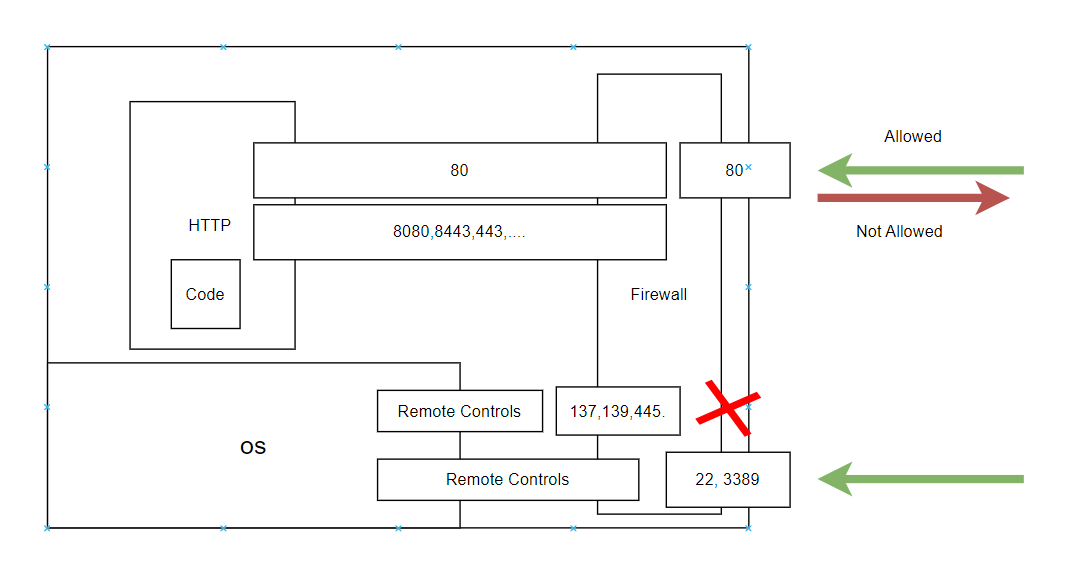 Allowed
80
80
HTTP
8080,8443,443,....
Not Allowed
Code
Firewall
Remote Controls
137,139,445.
OS
Remote Controls
22, 3389